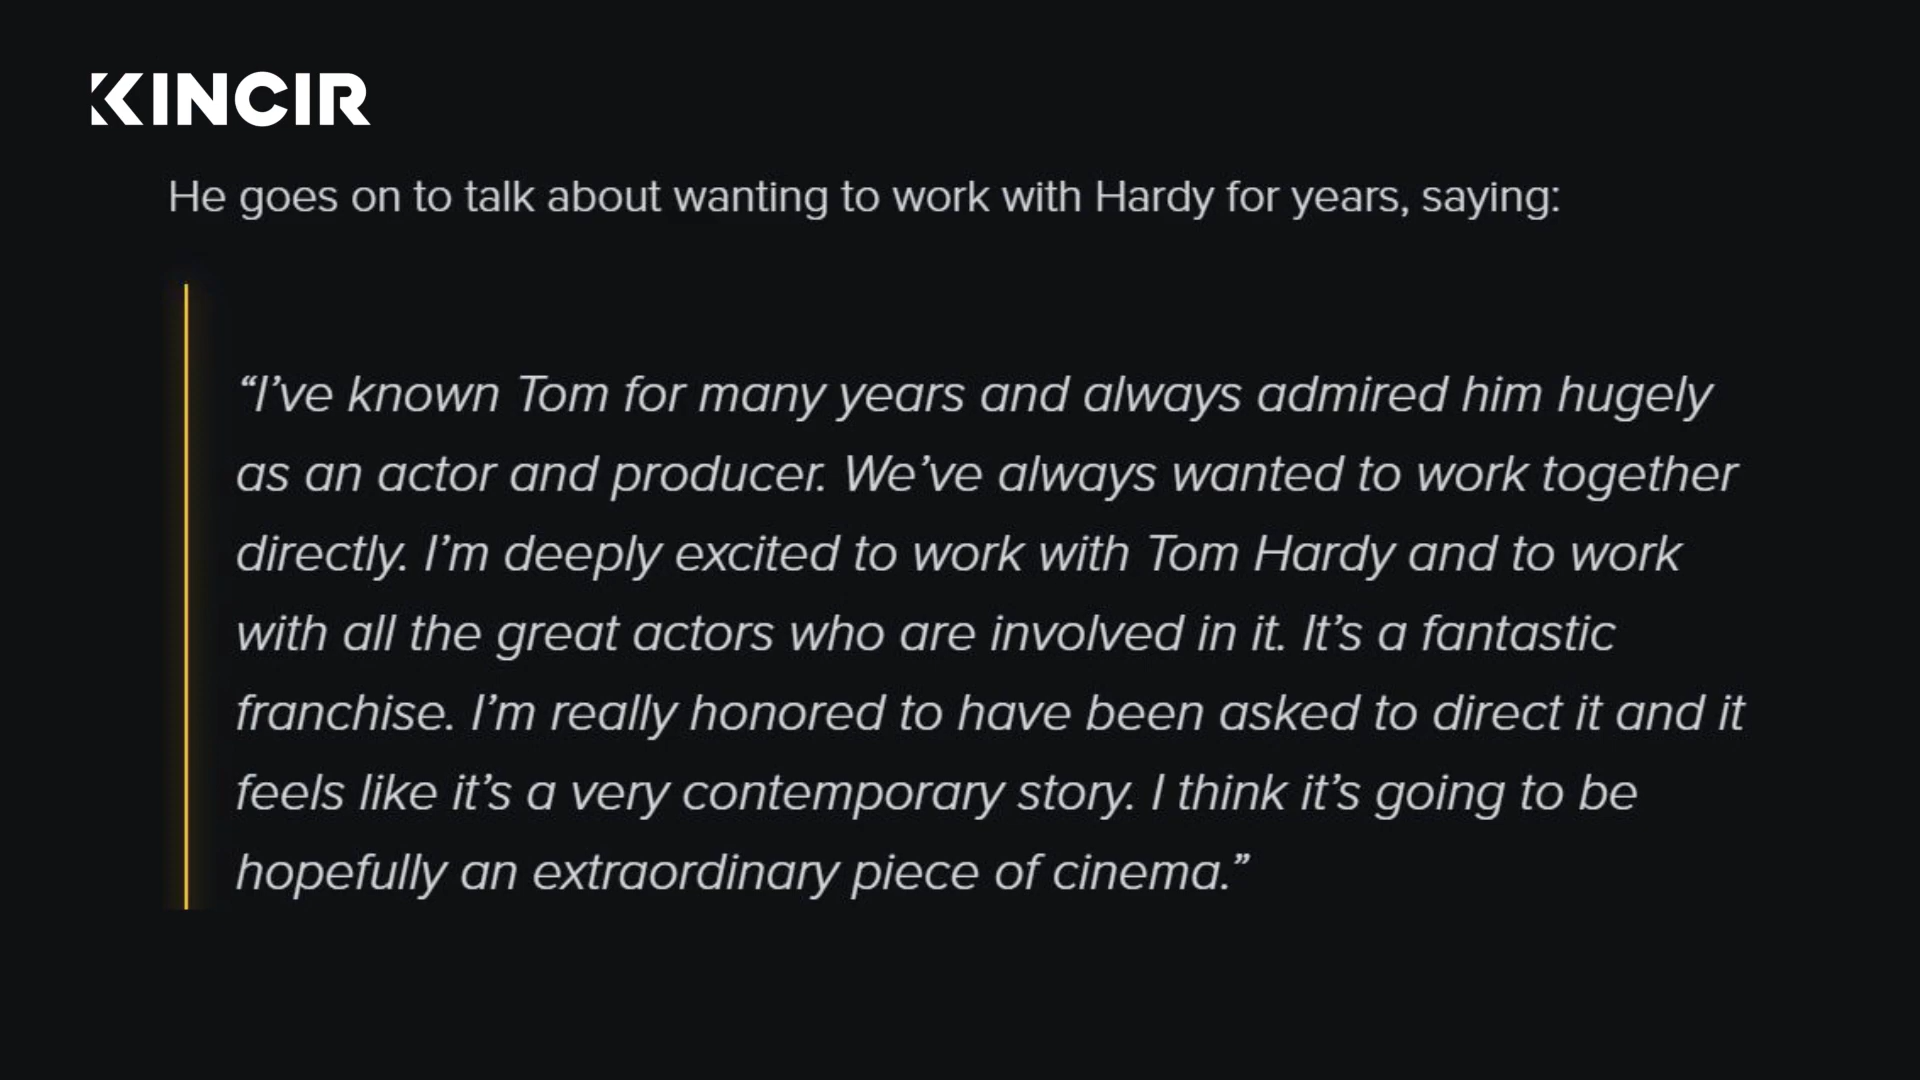 KINCIR
He goes on to talk about wanting to work with Hardy for years, saying:
“I’ve known Tom for many years and always admired him hugely
as an actor and producer. We’ve always wanted to work together
directly. I’m deeply excited to work with Tom Hardy and to work
with all the great actors who are involved in it. It’s a fantastic
franchise. I’m really honored to have been asked to direct it and it
feels like it’s a very contemporary story. I think it’s going to be
hopefully an extraordinary piece of cinema.”